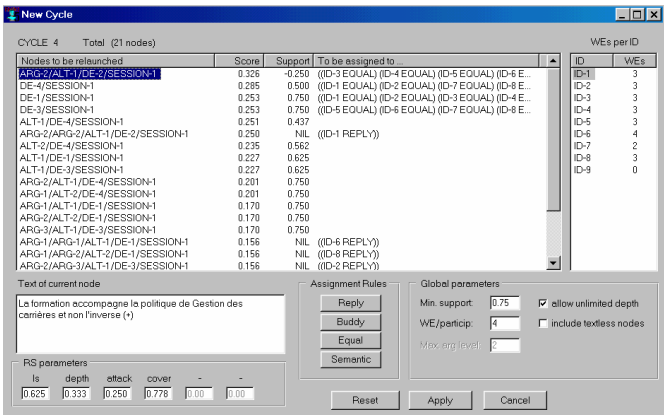 New Cycle
CYCLE 4 Total (21 nodes) WEs per ID
Nodes to be relaunched Score Support To be assigned to ... ID WEs
ARG-2/ALT-1/DE-2/SESSION-1 0.326 -0.250 ((ID-3 EQUAL) (ID-4 EQUAL) (ID-5 EQUAL) (ID-6 E... ID-1 3
DE-4/SESSION-1 0.285 0.500 ((ID-1 EQUAL) (ID-2 EQUAL) (ID-7 EQUAL) (ID-8 E... ID-2 3
DE-1/SESSION-1 0.253 0.750 ((ID-1 EQUAL) (ID-2 EQUAL) (ID-3 EQUAL) (ID-4 E... ID-3 3
DE-3/SESSION-1 0.253 0.750 ((ID-5 EQUAL) (ID-6 EQUAL) (ID-7 EQUAL) (ID-8 E... ID-4 3
ALT-1/DE-4/SESSION-1 0.251 0.437 ID-5 3
ARG-2/ARG-2/ALT-1/DE-2/SESSION-1 0.250 NIL ((ID-1 REPLY)) ID-6 4
ALT-2/DE-4/SESSION-1 0.235 0.562 ID-7 2
ALT-1/DE-1/SESSION-1 0.227 0.625 ID-8 3
ALT-1/DE-3/SESSION-1 0.227 0.625 ID-9 0
ARG-2/ALT-1/DE-4/SESSION-1 0.201 0.750
ARG-2/ALT-2/DE-4/SESSION-1 0.201 0.750
ARG-1/ALT-1/DE-1/SESSION-1 0.170 0.750
ARG-2/ALT-2/DE-1/SESSION-1 0.170 0.750
ARG-3/ALT-1/DE-3/SESSION-1 0.170 0.750
ARG-1/ARG-1/ALT-1/DE-1/SESSION-1 0.156 NIL ((ID-6 REPLY))
ARG-1/ARG-2/ALT-2/DE-1/SESSION-1 0.156 NIL ((ID-8 REPLY))
ARG-2/ARG-3/ALT-1/DE-3/SESSION-1 0.156 NIL ((ID-2 REPLY))
Text of current node Assignment Rules Global parameters
La formation accompagne la politique de Gestion des
carrières et non l'inverse (+)
Reply Min. support: 0.75 allow unlimited depth
Buddy WE/particip: 4 include textless nodes
Equal Max. arg level: 2
Semantic
RS parameters
ls depth attack cover - -
0.625 0.333 0.250 0.778 0.00 0.00
Reset Apply Cancel